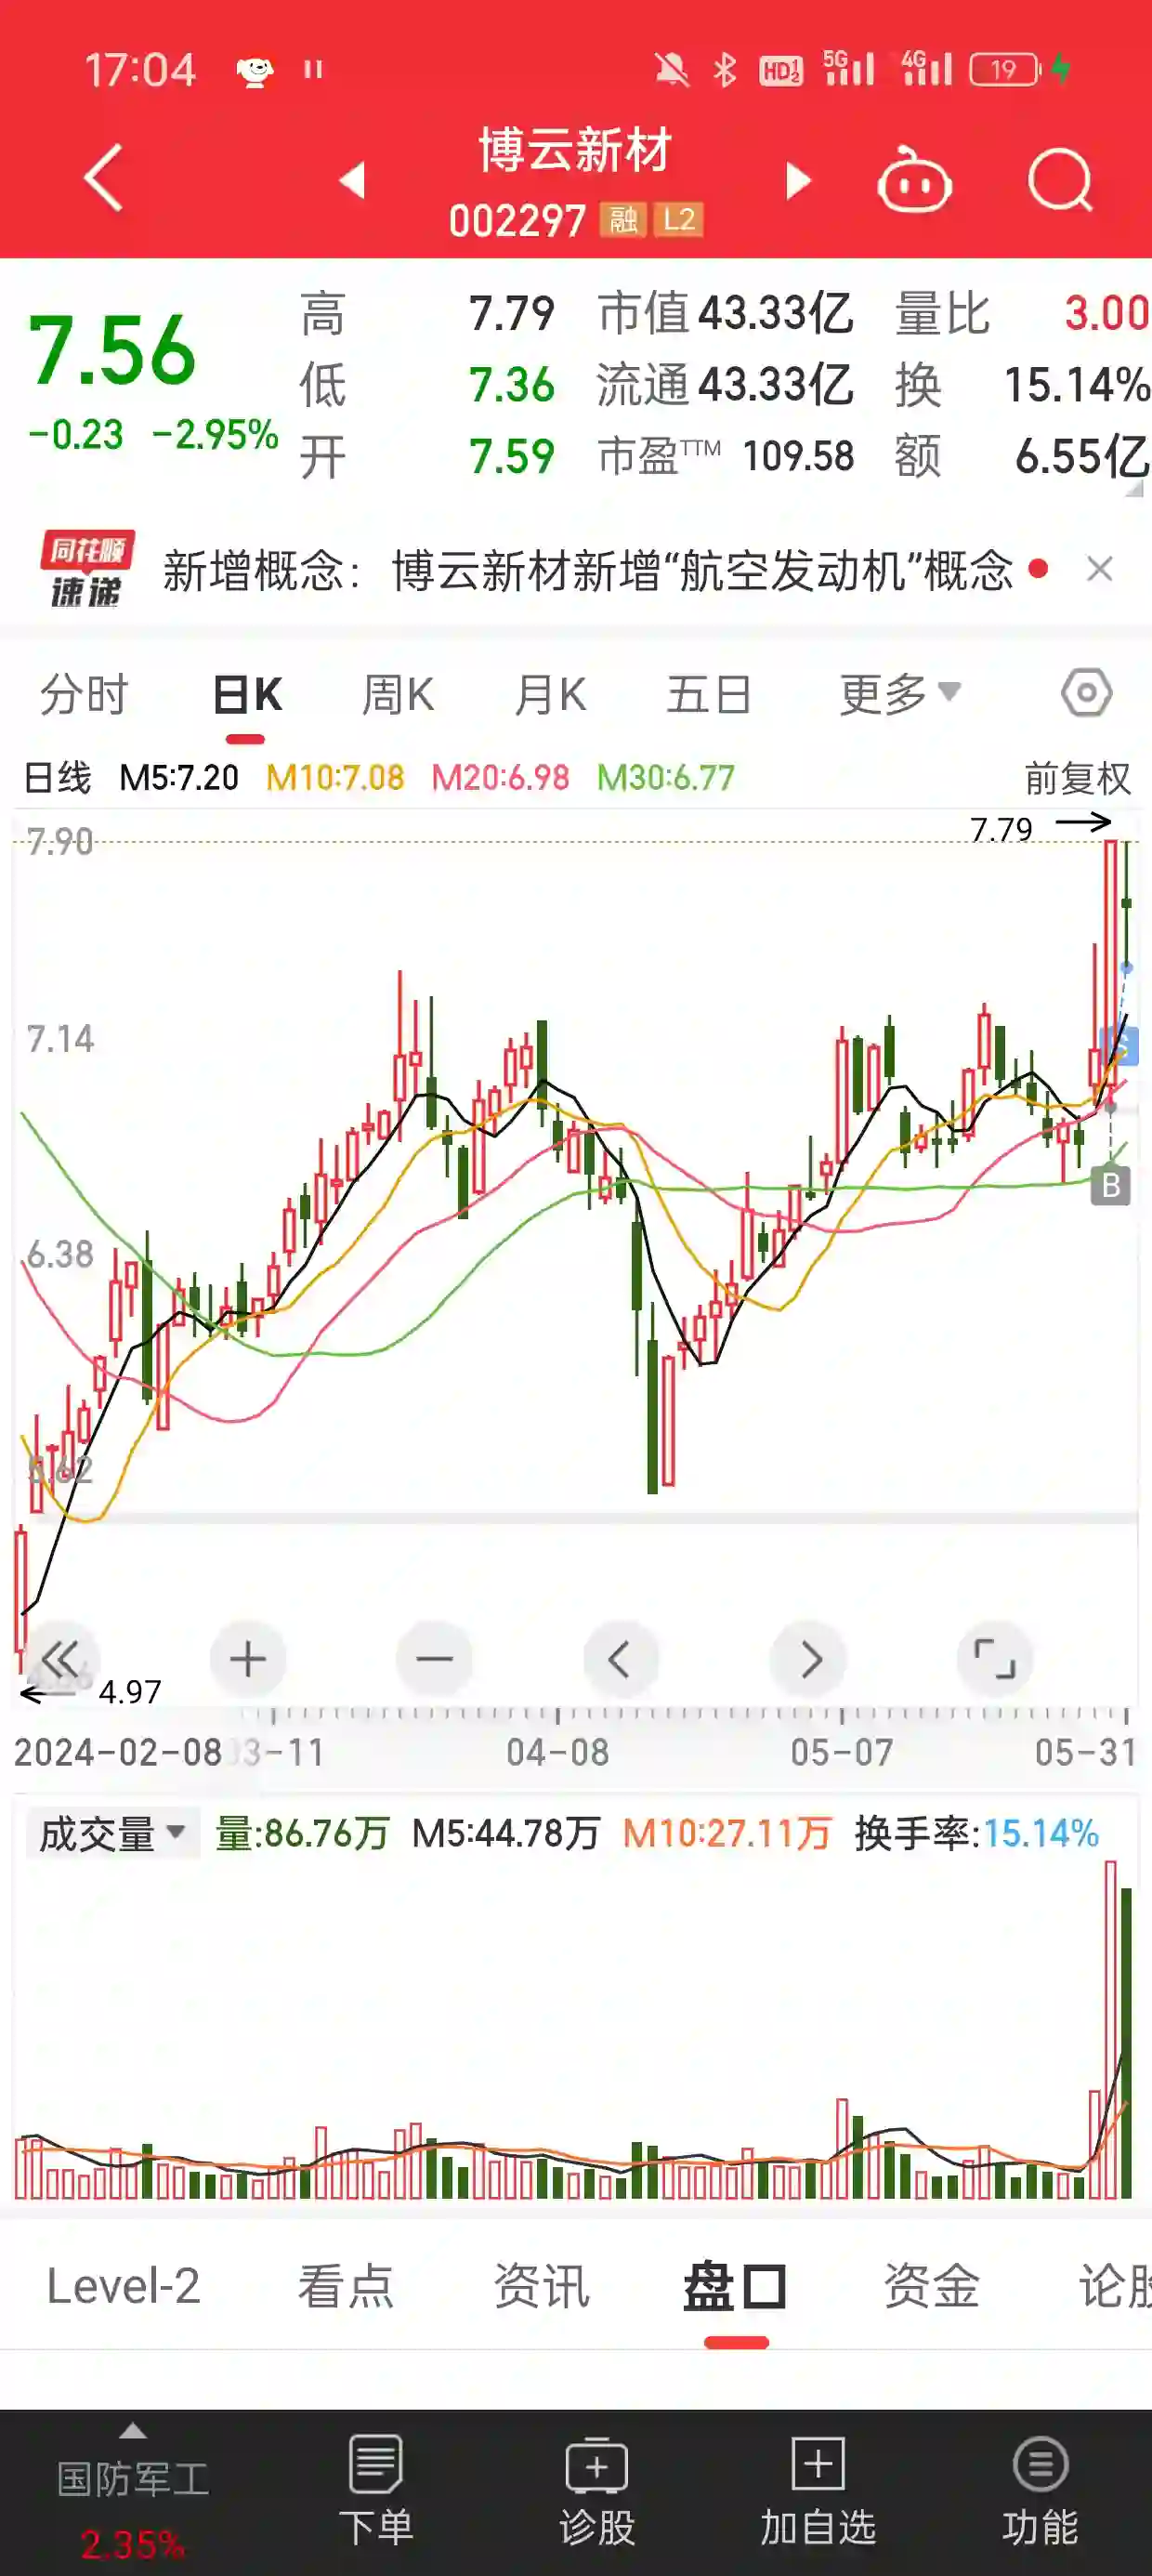 17:04
HD 1 2 5G 4G 19
博云新材
002297 融 L2
7.56
-0.23 -2.95%
高 7.79 市值 43.33亿 量比 3.00
低 7.36 流通 43.33亿 换 15.14%
开 7.59 市盈TTM 109.58 额 6.55亿
同花顺
速递
新增概念： 博云新材新增“航空发动机”概念
分时 日K 周K 月K 五日 更多
日线 M5:7.20 M10:7.08 M20:6.98 M30:6.77 前复权
7.90
7.79
7.14
S
B
6.38
5.62
4.97
2024-02-08 03-11 04-08 05-07 05-31
成交量 量:86.76万 M5:44.78万 M10:27.11万 换手率:15.14%
Level-2 看点 资讯 盘口 资金 论股
国防军工
2.35%
下单 诊股 加自选 功能